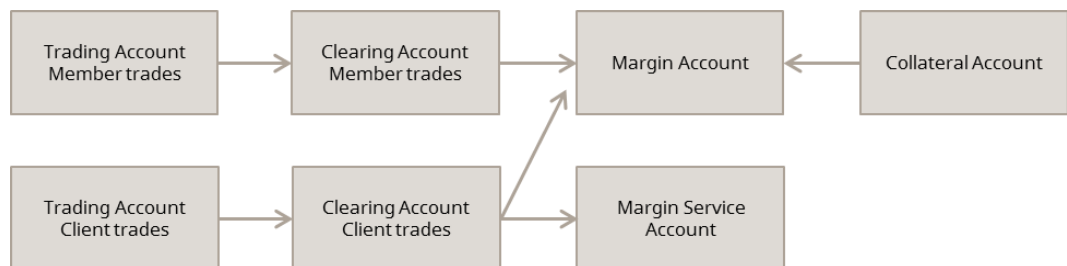 Trading Account
Member trades
Clearing Account
Member trades
Margin Account
Collateral Account
Trading Account
Client trades
Clearing Account
Client trades
Margin Service
Account